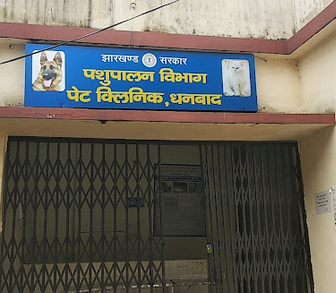 झारखण्ड सरकार
पशुपालन विभाग
पेट क्लिनिक,धनबाद